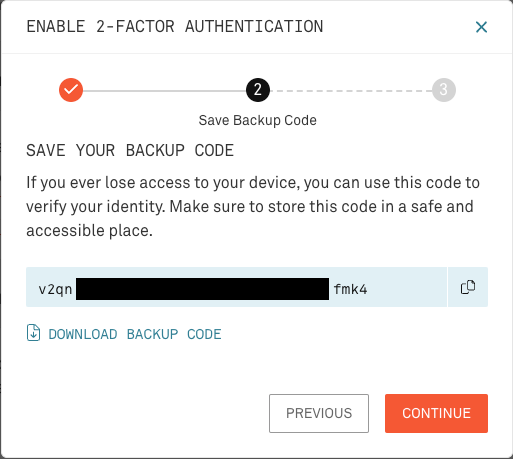 ENABLE 2-FACTOR AUTHENTICATION
2
3
Save Backup Code
SAVE YOUR BACKUP CODE
If you ever lose access to your device, you can use this code to
verify your identity. Make sure to store this code in a safe and
accessible place.
v2qn fmk4
DOWNLOAD BACKUP CODE
PREVIOUS
CONTINUE